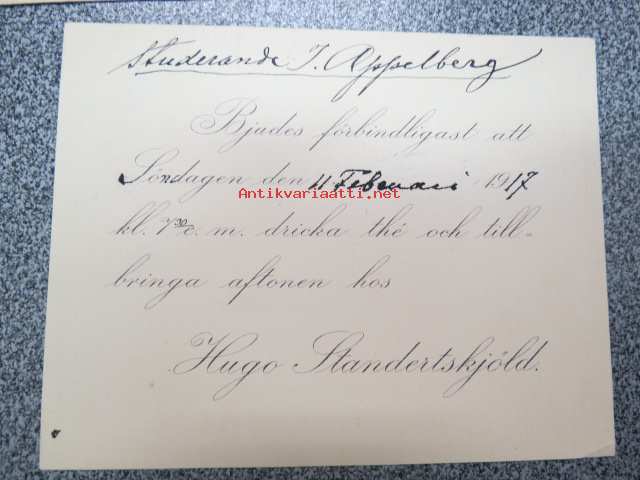 Studerande J. Appelberg
Bjudes förbindligast att
Söndagen den 11 Februari 1917
Antikvariaatti.net
kl. 7³⁰ e. m. dricka thé och till-
bringa aftonen hos
Hugo Standertskjöld.